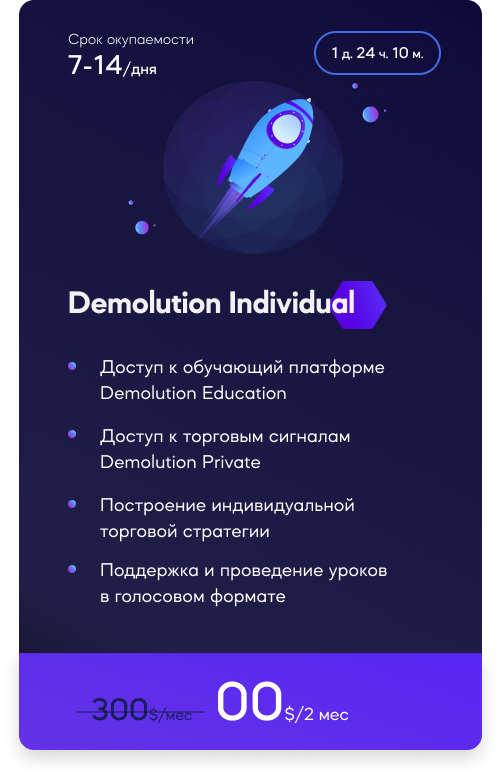 Срок окупаемости
7-14/дня
1 д. 24 ч. 10 м.
Demolution Individual
Доступ к обучающий платформе
Demolution Education
Доступ к торговым сигналам
Demolution Private
Построение индивидуальной
торговой стратегии
Поддержка и проведение уроков
в голосовом формате
300$/мес 00$/2 мес